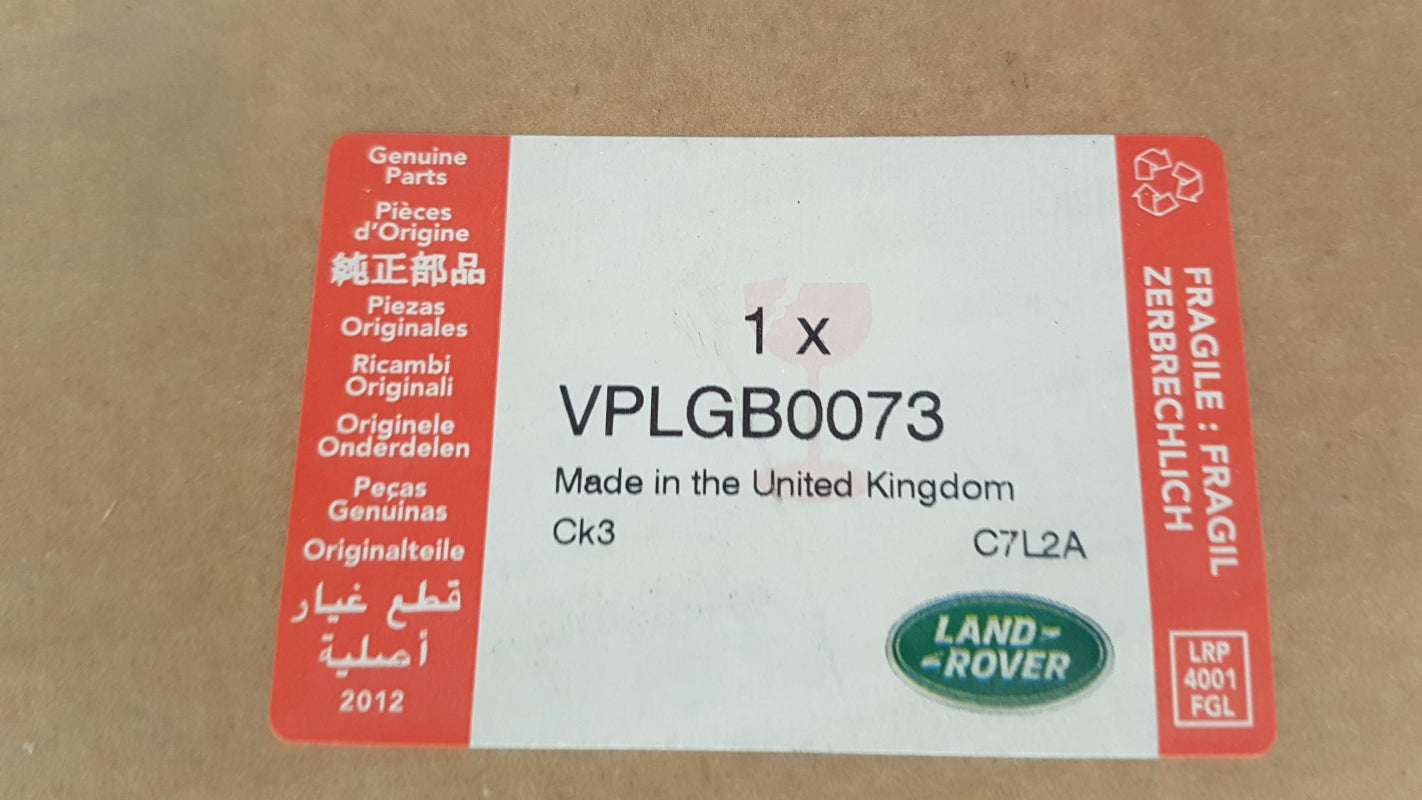 Genuine
Parts
Pièces
d'Origine
純正部品
Piezas
Originales
Ricambi
Originali
Originele
Onderdelen
Peças
Genuinas
Originalteile
قطع غيار
أصلية
2012
1 x
VPLGB0073
Made in the United Kingdom
Ck3
C7L2A
LAND-
-ROVER
FRAGILE : FRAGIL
ZERBRECHLICH
LRP
4001
FGL